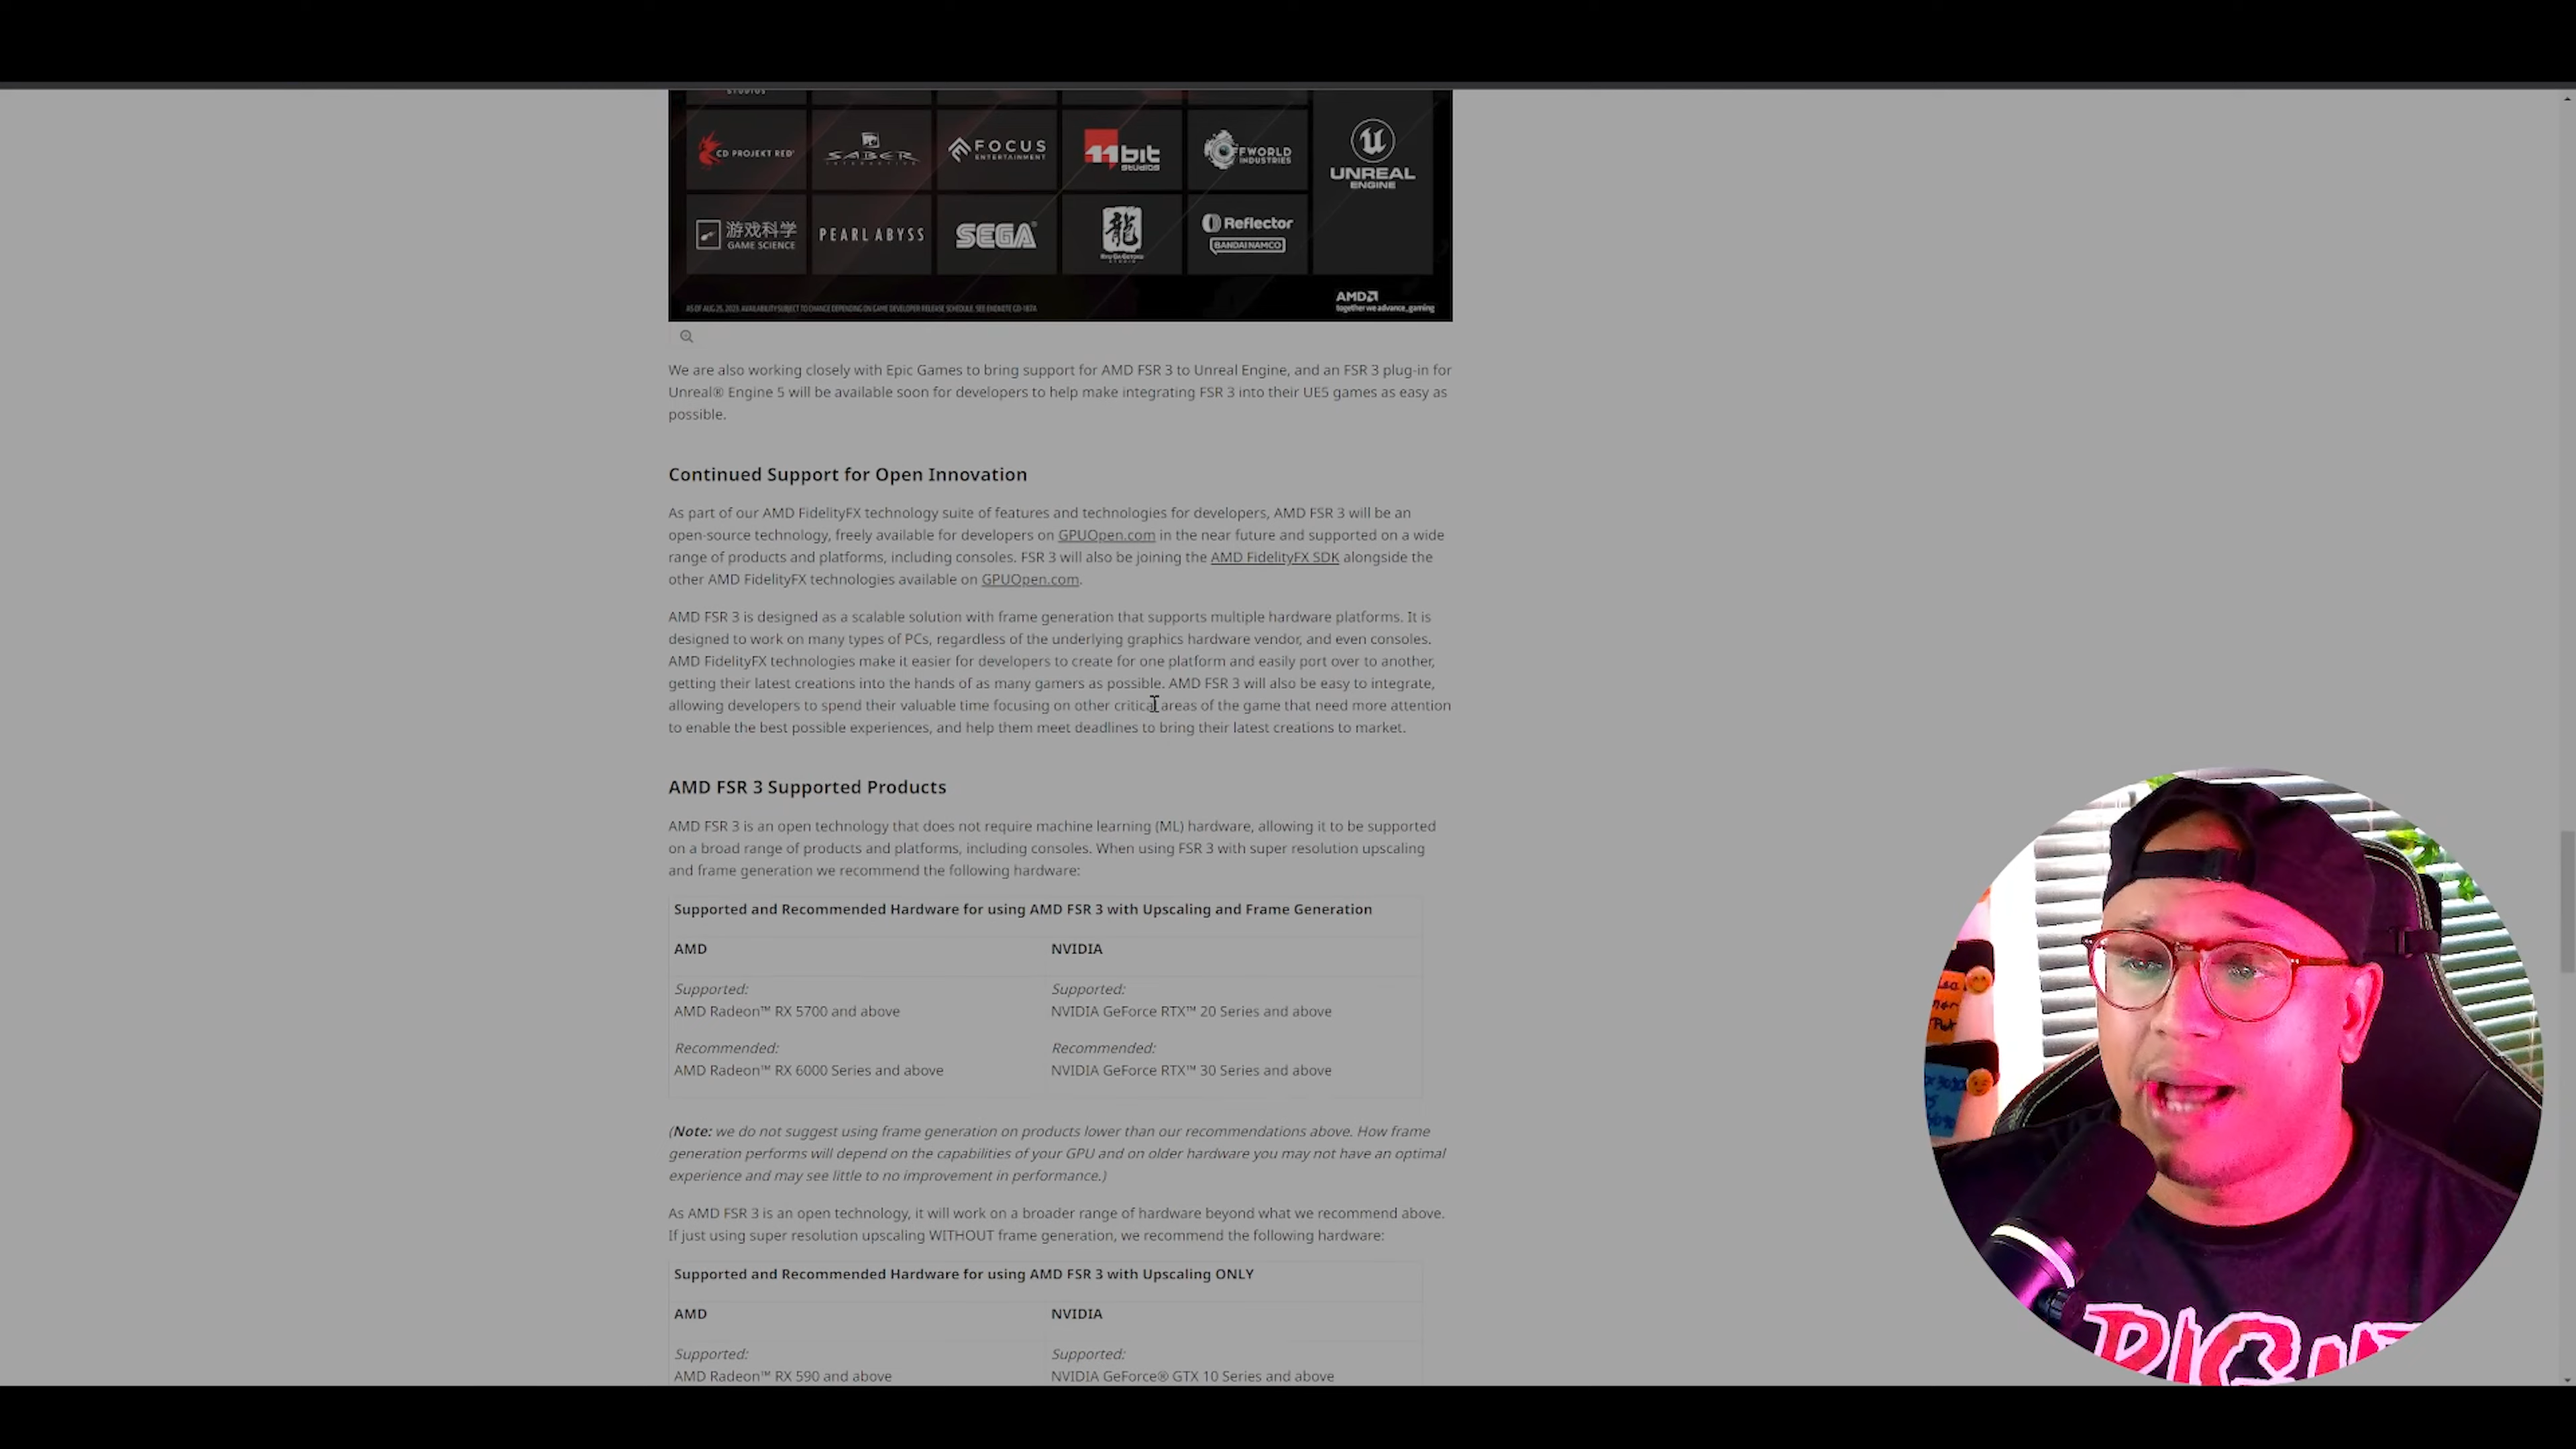 STUDIOS
CD PROJEKT RED
SABER
INTERACTIVE
FOCUS
ENTERTAINMENT
11 bit
STUDIOS
OFFWORLD
INDUSTRIES
UNREAL
ENGINE
游戏科学
GAME SCIENCE
PEARL ABYSS
SEGA
龍
RYU GA GOTOKU
STUDIO
Reflector
BANDAI NAMCO
AS OF AUG 25, 2023. AVAILABILITY SUBJECT TO CHANGE DEPENDING ON GAME DEVELOPER RELEASE SCHEDULE. SEE ENDNOTE GD-187A
AMD
together we advance_gaming
We are also working closely with Epic Games to bring support for AMD FSR 3 to Unreal Engine, and an FSR 3 plug-in for
Unreal® Engine 5 will be available soon for developers to help make integrating FSR 3 into their UE5 games as easy as
possible.
Continued Support for Open Innovation
As part of our AMD FidelityFX technology suite of features and technologies for developers, AMD FSR 3 will be an
open-source technology, freely available for developers on GPUOpen.com in the near future and supported on a wide
range of products and platforms, including consoles. FSR 3 will also be joining the AMD FidelityFX SDK alongside the
other AMD FidelityFX technologies available on GPUOpen.com.
AMD FSR 3 is designed as a scalable solution with frame generation that supports multiple hardware platforms. It is
designed to work on many types of PCs, regardless of the underlying graphics hardware vendor, and even consoles.
AMD FidelityFX technologies make it easier for developers to create for one platform and easily port over to another,
getting their latest creations into the hands of as many gamers as possible. AMD FSR 3 will also be easy to integrate,
allowing developers to spend their valuable time focusing on other critical areas of the game that need more attention
to enable the best possible experiences, and help them meet deadlines to bring their latest creations to market.
AMD FSR 3 Supported Products
AMD FSR 3 is an open technology that does not require machine learning (ML) hardware, allowing it to be supported
on a broad range of products and platforms, including consoles. When using FSR 3 with super resolution upscaling
and frame generation we recommend the following hardware:
Supported and Recommended Hardware for using AMD FSR 3 with Upscaling and Frame Generation
AMD NVIDIA
Supported: Supported:
AMD Radeon™ RX 5700 and above NVIDIA GeForce RTX™ 20 Series and above
Recommended: Recommended:
AMD Radeon™ RX 6000 Series and above NVIDIA GeForce RTX™ 30 Series and above
(Note: we do not suggest using frame generation on products lower than our recommendations above. How frame
generation performs will depend on the capabilities of your GPU and on older hardware you may not have an optimal
experience and may see little to no improvement in performance.)
As AMD FSR 3 is an open technology, it will work on a broader range of hardware beyond what we recommend above.
If just using super resolution upscaling WITHOUT frame generation, we recommend the following hardware:
Supported and Recommended Hardware for using AMD FSR 3 with Upscaling ONLY
AMD NVIDIA
Supported: Supported:
AMD Radeon™ RX 590 and above NVIDIA GeForce® GTX 10 Series and above